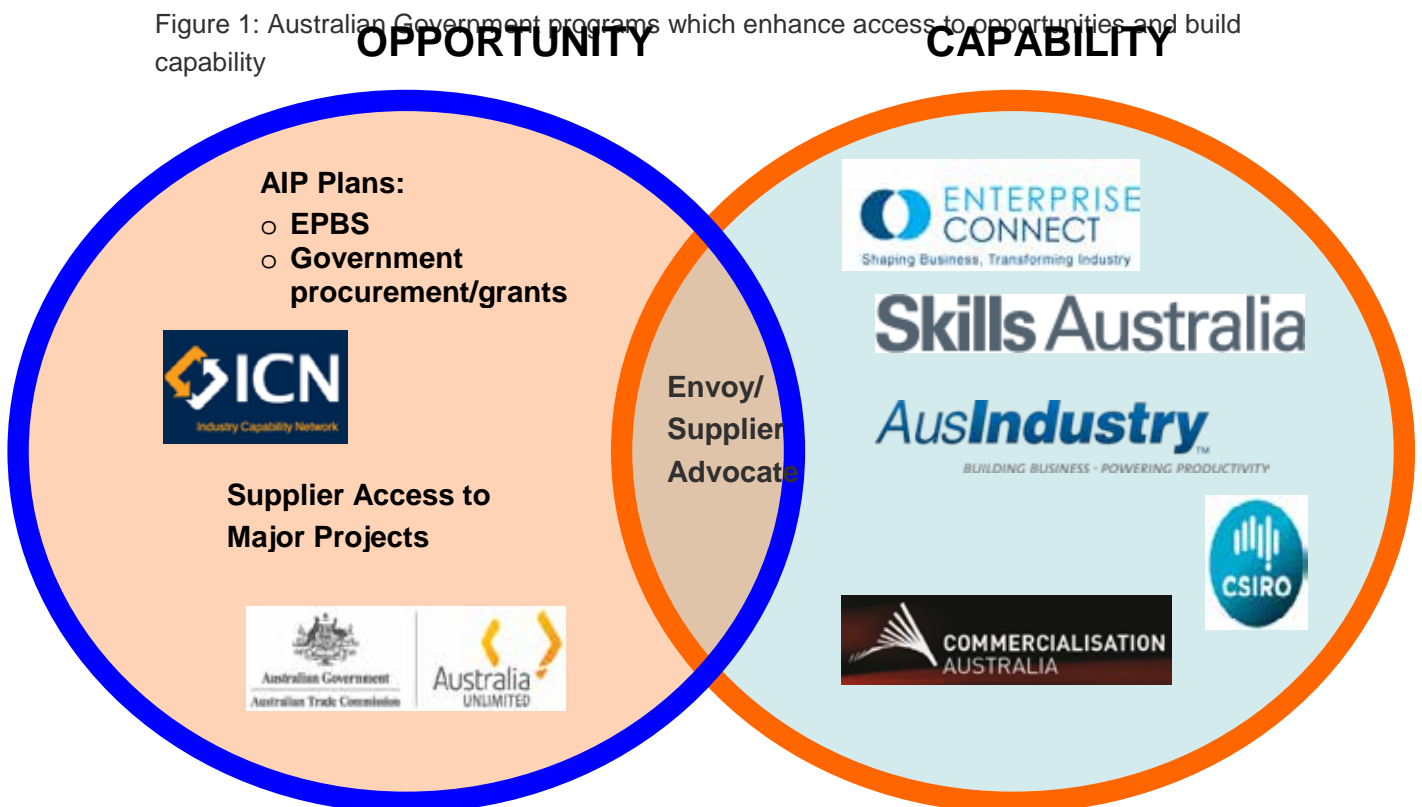 Figure 1: Australian Government programs which enhance access to opportunities and build
capability
OPPORTUNITY
CAPABILITY
AIP Plans:
o EPBS
o Government
procurement/grants
ICN
Industry Capability Network
Supplier Access to
Major Projects
Australian Government
Australian Trade Commission
Australia
UNLIMITED
Envoy/
Supplier
Advocate
ENTERPRISE
CONNECT
Shaping Business, Transforming Industry
Skills Australia
AusIndustry™
BUILDING BUSINESS - POWERING PRODUCTIVITY
CSIRO
COMMERCIALISATION
AUSTRALIA